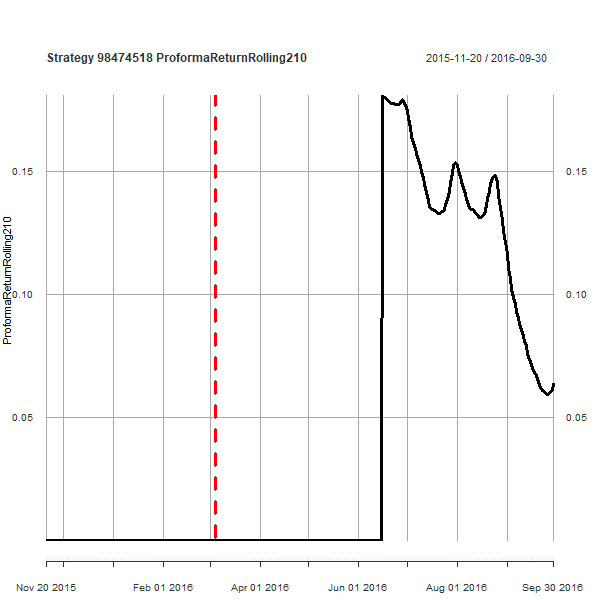 Strategy 98474518 ProformaReturnRolling210
2015-11-20 / 2016-09-30
ProformaReturnRolling210
0.15
0.10
0.05
0.15
0.10
0.05
Nov 20 2015
Feb 01 2016
Apr 01 2016
Jun 01 2016
Aug 01 2016
Sep 30 2016